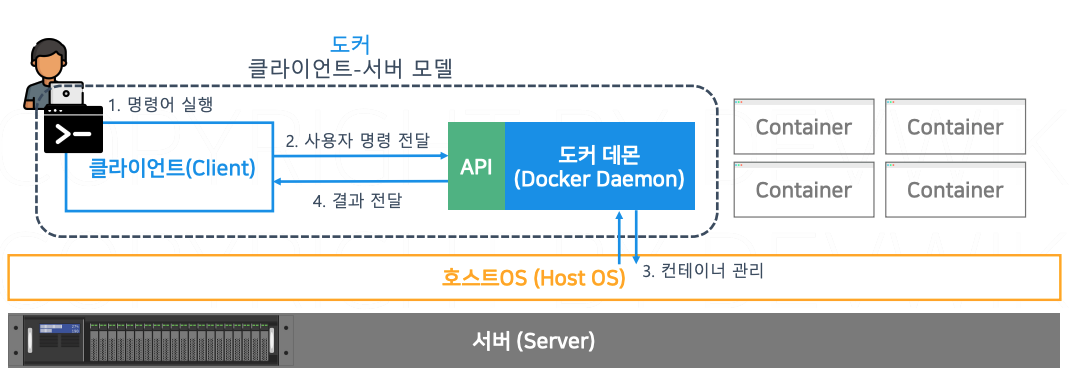 도커
클라이언트-서버 모델
1. 명령어 실행
클라이언트(Client)
2. 사용자 명령 전달
4. 결과 전달
API
도커 데몬
(Docker Daemon)
Container
Container
Container
Container
호스트OS (Host OS)
3. 컨테이너 관리
서버 (Server)